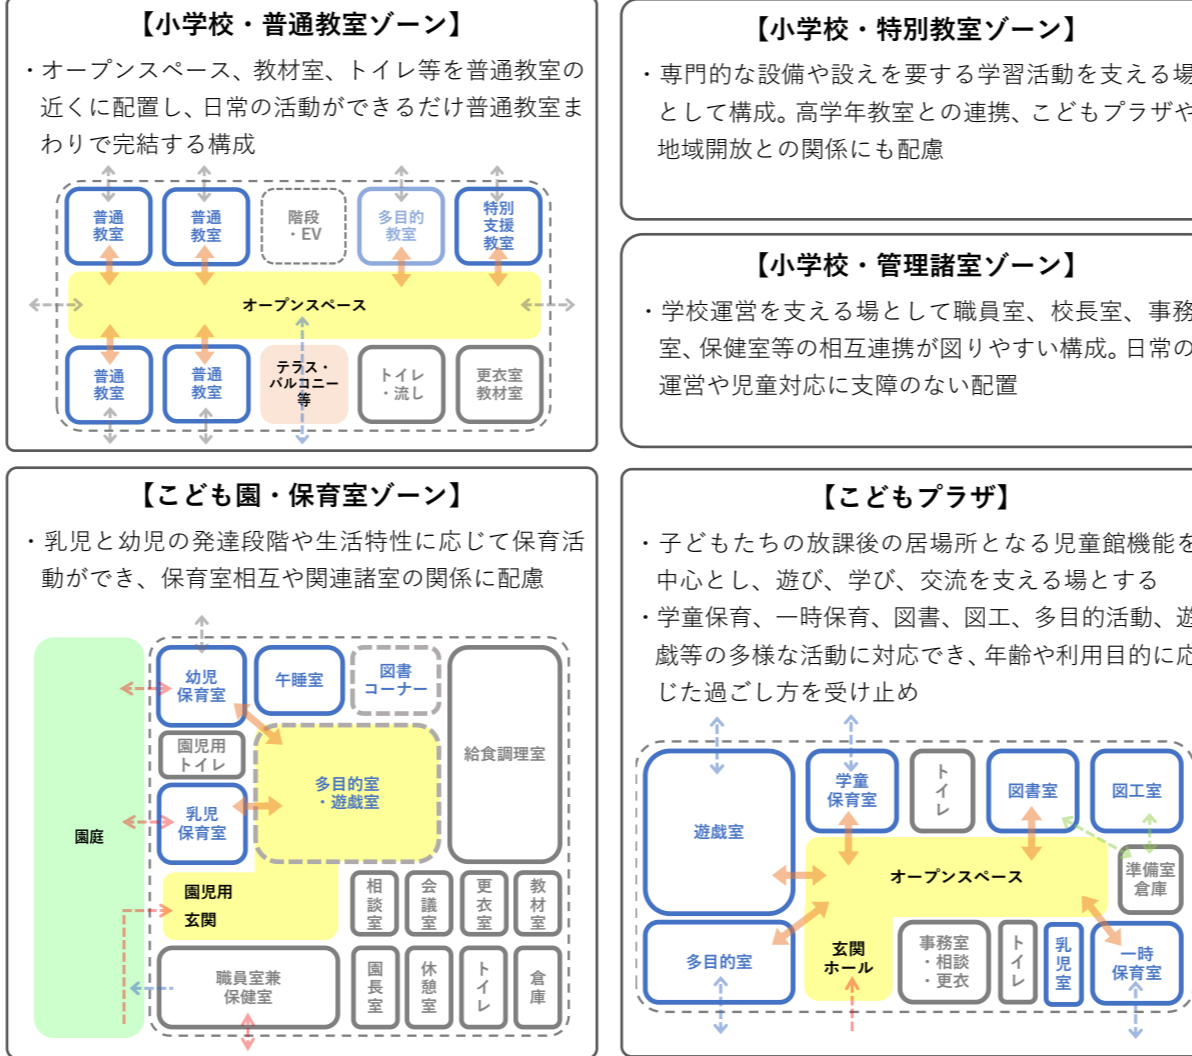 【小学校・普通教室ゾーン】
・オープンスペース、教材室、トイレ等を普通教室の
近くに配置し、日常の活動ができるだけ普通教室ま
わりで完結する構成
普通
教室
普通
教室
階段
・EV
多目的
教室
特別
支援
教室
オープンスペース
普通
教室
普通
教室
テラス・
バルコニー
等
トイレ
・流し
更衣室
教材室
【小学校・特別教室ゾーン】
・専門的な設備や設えを要する学習活動を支える場
として構成。高学年教室との連携、こどもプラザや
地域開放との関係にも配慮
【小学校・管理諸室ゾーン】
・学校運営を支える場として職員室、校長室、事務
室、保健室等の相互連携が図りやすい構成。日常の
運営や児童対応に支障のない配置
【こども園・保育室ゾーン】
・乳児と幼児の発達段階や生活特性に応じて保育活
動ができ、保育室相互や関連諸室の関係に配慮
園庭
幼児
保育室
午睡室
図書
コーナー
給食調理室
園児用
トイレ
多目的室
・遊戯室
乳児
保育室
園児用
玄関
相談室
会議室
更衣室
教材室
職員室兼
保健室
園長室
休憩室
トイレ
倉庫
【こどもプラザ】
・子どもたちの放課後の居場所となる児童館機能を
中心とし、遊び、学び、交流を支える場とする
・学童保育、一時保育、図書、図工、多目的活動、遊
戯等の多様な活動に対応でき、年齢や利用目的に応
じた過ごし方を受け止め
遊戯室
学童
保育室
トイレ
図書室
図工室
オープンスペース
準備室
倉庫
多目的室
玄関
ホール
事務室
・相談
・更衣
トイレ
乳児室
一時
保育室